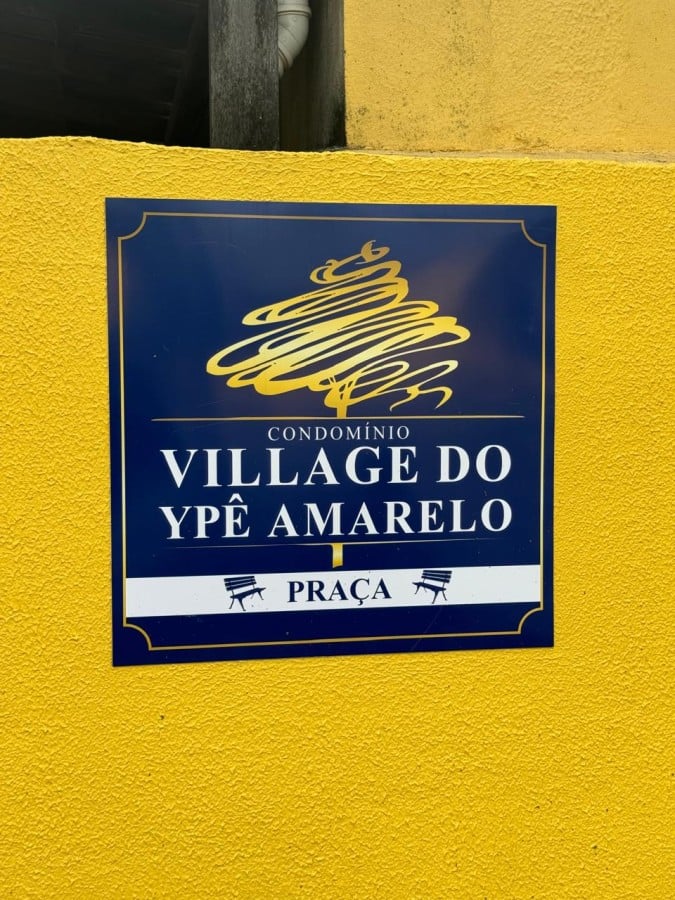 CONDOMÍNIO
VILLAGE DO
YPÊ AMARELO
PRAÇA